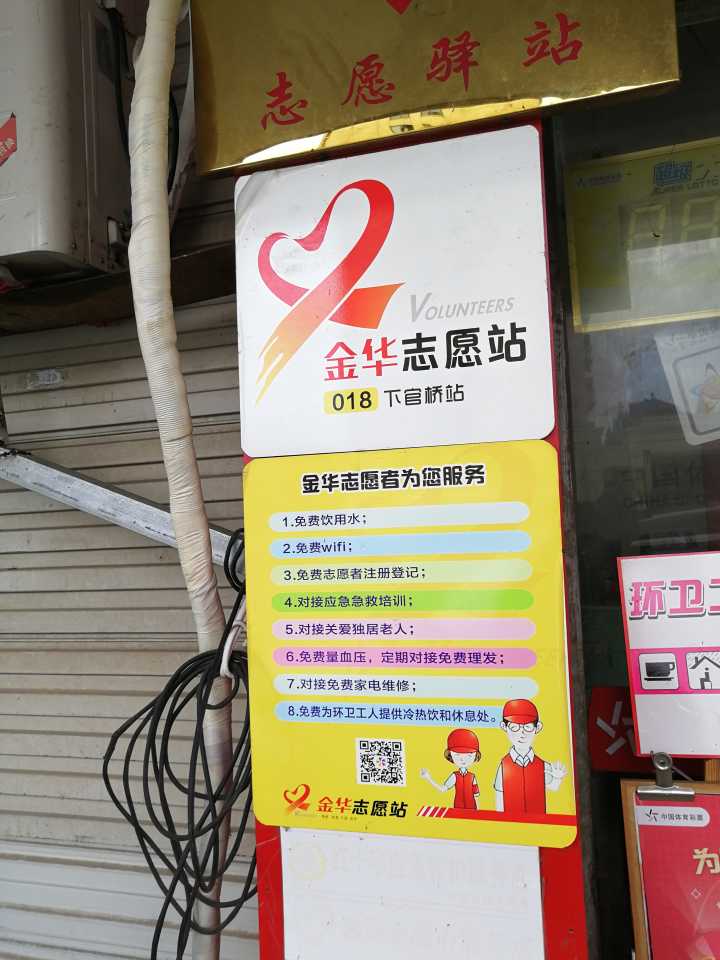 志愿驿站
VOLUNTEERS
金华志愿站
018 下官桥站
金华志愿者为您服务
1.免费饮用水；
2.免费wifi；
3.免费志愿者注册登记；
4.对接应急急救培训；
5.对接关爱独居老人；
6.免费量血压，定期对接免费理发；
7.对接免费家电维修；
8.免费为环卫工人提供冷热饮和休息处。
金华志愿站
SUPER LOTTO
环卫工
中国体育彩票
为